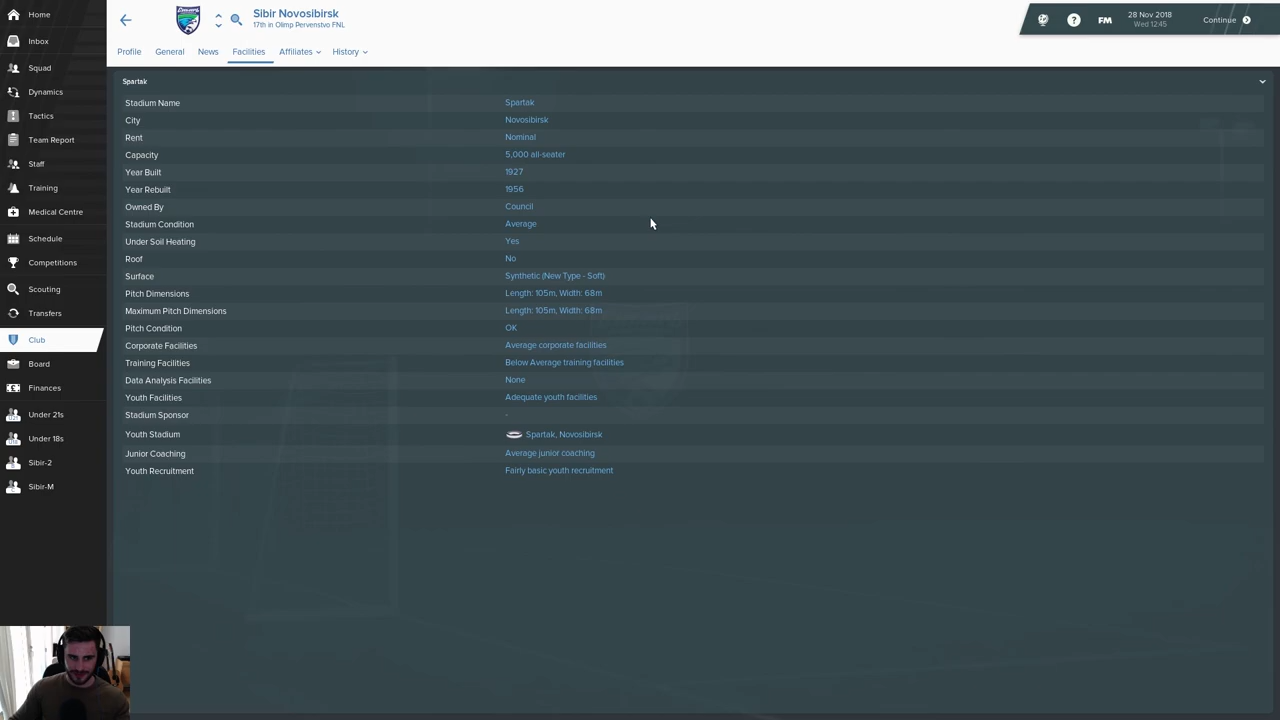 Home
Inbox
Squad
Dynamics
Tactics
Team Report
Staff
Training
Medical Centre
Schedule
Competitions
Scouting
Transfers
Club
Board
Finances
Under 21s
Under 18s
Sibir-2
Sibir-M
Sibir Novosibirsk
17th in Olimp Pervenstvo FNL
FM
28 Nov 2018
Wed 12:45
Continue
Profile General News Facilities Affiliates History
Spartak
Stadium Name Spartak
City Novosibirsk
Rent Nominal
Capacity 5,000 all-seater
Year Built 1927
Year Rebuilt 1956
Owned By Council
Stadium Condition Average
Under Soil Heating Yes
Roof No
Surface Synthetic (New Type - Soft)
Pitch Dimensions Length: 105m, Width: 68m
Maximum Pitch Dimensions Length: 105m, Width: 68m
Pitch Condition OK
Corporate Facilities Average corporate facilities
Training Facilities Below Average training facilities
Data Analysis Facilities None
Youth Facilities Adequate youth facilities
Stadium Sponsor -
Youth Stadium Spartak, Novosibirsk
Junior Coaching Average junior coaching
Youth Recruitment Fairly basic youth recruitment